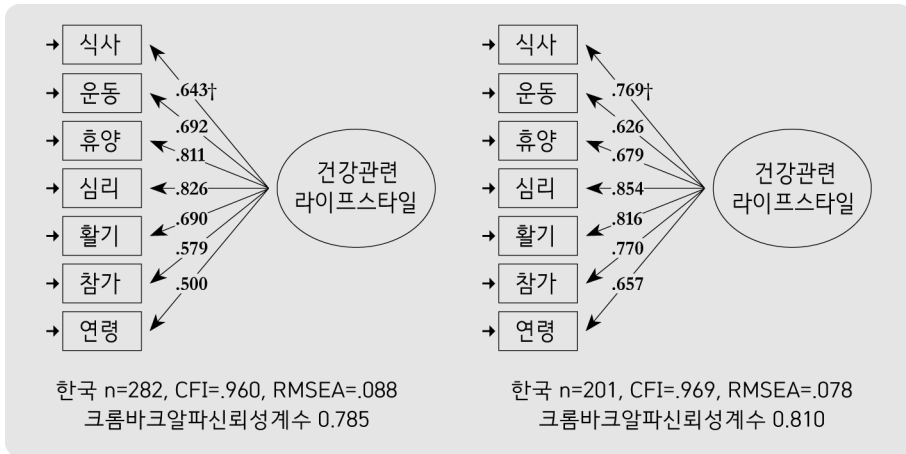 식사
운동
휴양
심리
활기
참가
연령
.643†
.692
.811
.826
.690
.579
.500
건강관련
라이프스타일
한국 n=282, CFI=.960, RMSEA=.088
크롬바크알파신뢰성계수 0.785
식사
운동
휴양
심리
활기
참가
연령
.769†
.626
.679
.854
.816
.770
.657
건강관련
라이프스타일
한국 n=201, CFI=.969, RMSEA=.078
크롬바크알파신뢰성계수 0.810